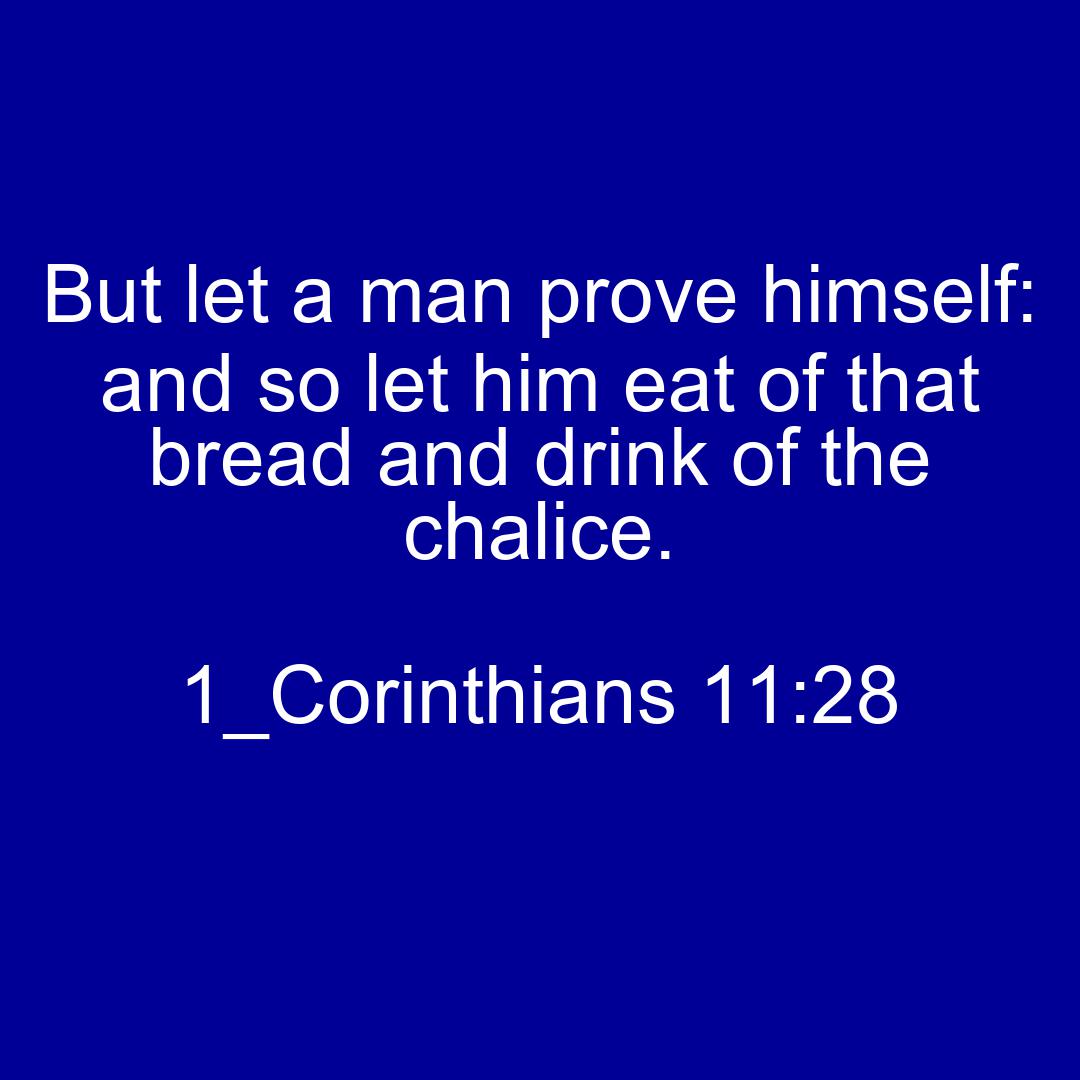 But let a man prove himself:
and so let him eat of that
bread and drink of the
chalice.
1_Corinthians 11:28